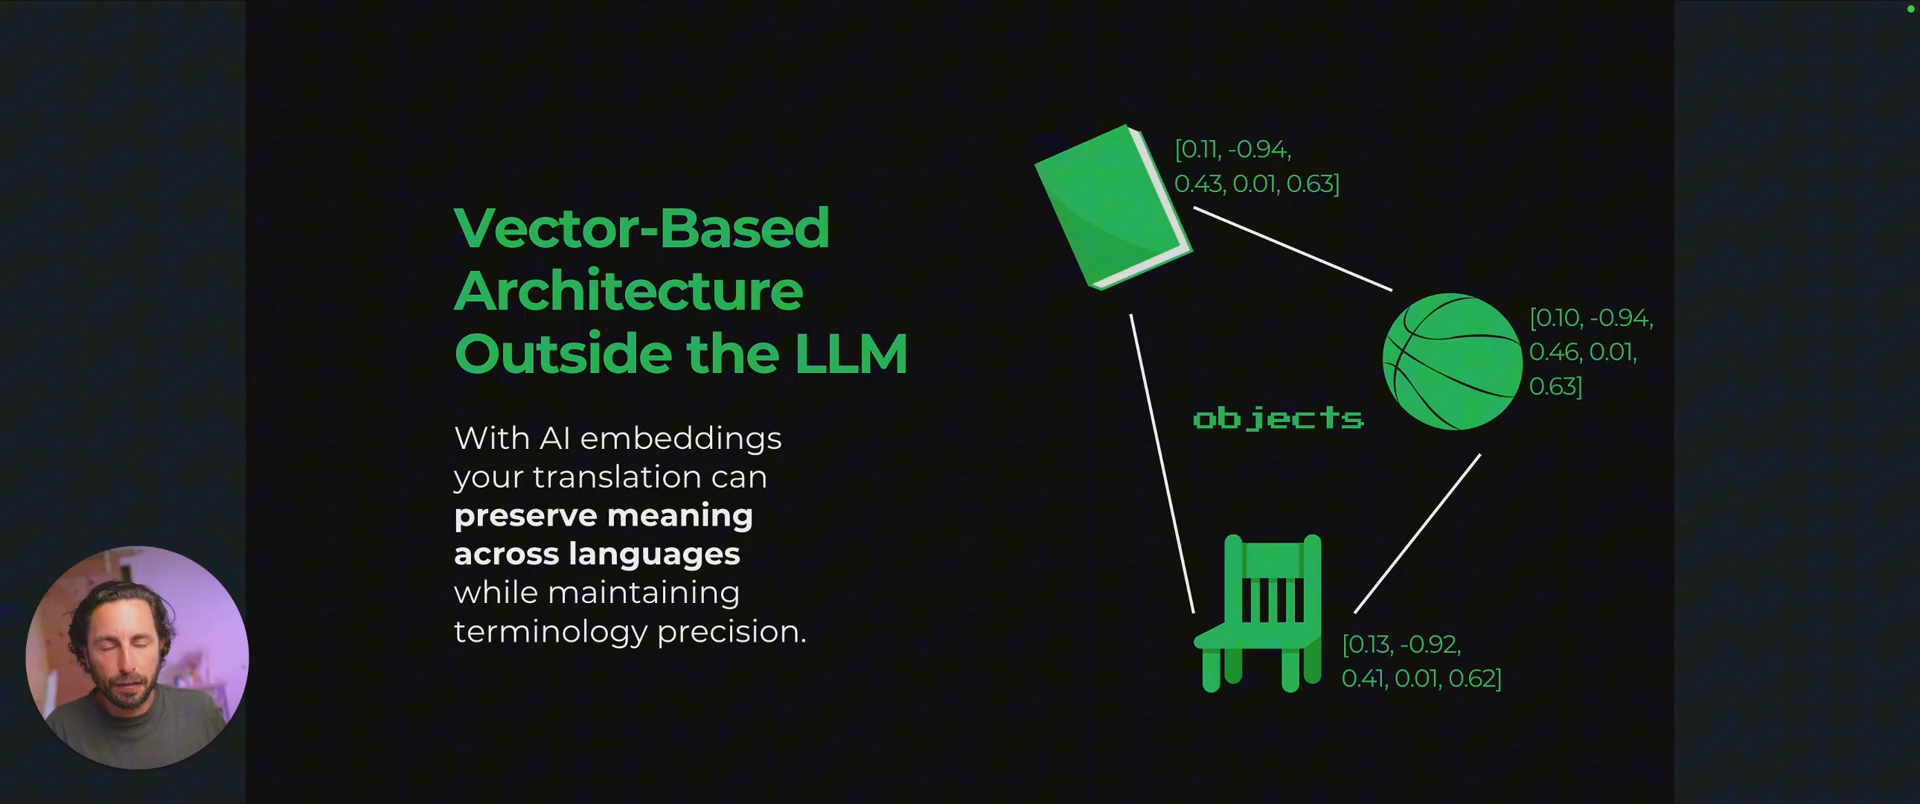 Vector-Based
Architecture
Outside the LLM
With AI embeddings
your translation can
preserve meaning
across languages
while maintaining
terminology precision.
[0.11, -0.94,
0.43, 0.01, 0.63]
[0.10, -0.94,
0.46, 0.01,
0.63]
objects
[0.13, -0.92,
0.41, 0.01, 0.62]